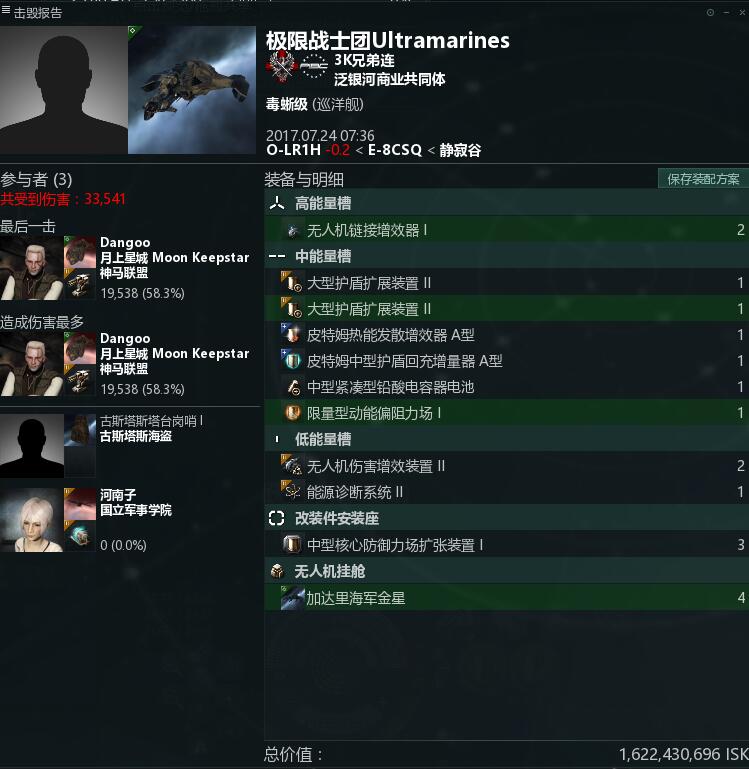 击毁报告
极限战士团Ultramarines
3K兄弟连
泛银河商业共同体
毒蜥级 (巡洋舰)
2017.07.24 07:36
O-LR1H -0.2 < E-8CSQ < 静寂谷
参与者 (3)
共受到伤害：33,541
最后一击
Dangoo
月上星城 Moon Keepstar
神马联盟
19,538 (58.3%)
造成伤害最多
Dangoo
月上星城 Moon Keepstar
神马联盟
19,538 (58.3%)
古斯塔斯塔台岗哨 I
古斯塔斯海盗
河南子
国立军事学院
0 (0.0%)
装备与明细
保存装配方案
高能量槽
无人机链接增效器 I 2
中能量槽
大型护盾扩展装置 II 1
大型护盾扩展装置 II 1
皮特姆热能发散增效器 A型 1
皮特姆中型护盾回充增量器 A型 1
中型紧凑型铅酸电容器电池 1
限量型动能偏阻力场 I 1
低能量槽
无人机伤害增效装置 II 2
能源诊断系统 II 1
改装件安装座
中型核心防御力场扩张装置 I 3
无人机挂舱
加达里海军金星 4
总价值： 1,622,430,696 ISK